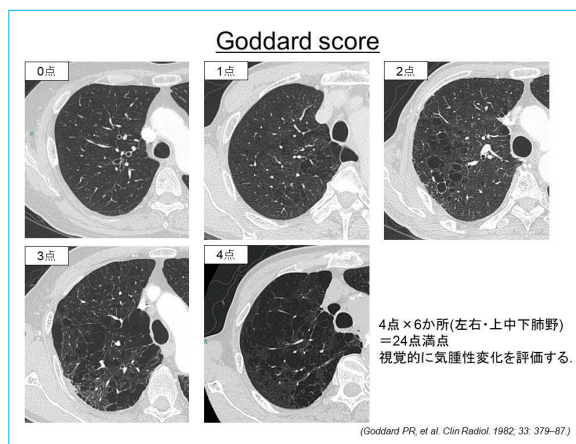 Goddard score
0点
1点
2点
3点
4点
4点×6か所(左右・上中下肺野)
＝24点満点
視覚的に気腫性変化を評価する.
(Goddard PR, et al. Clin Radiol. 1982; 33: 379–87.)